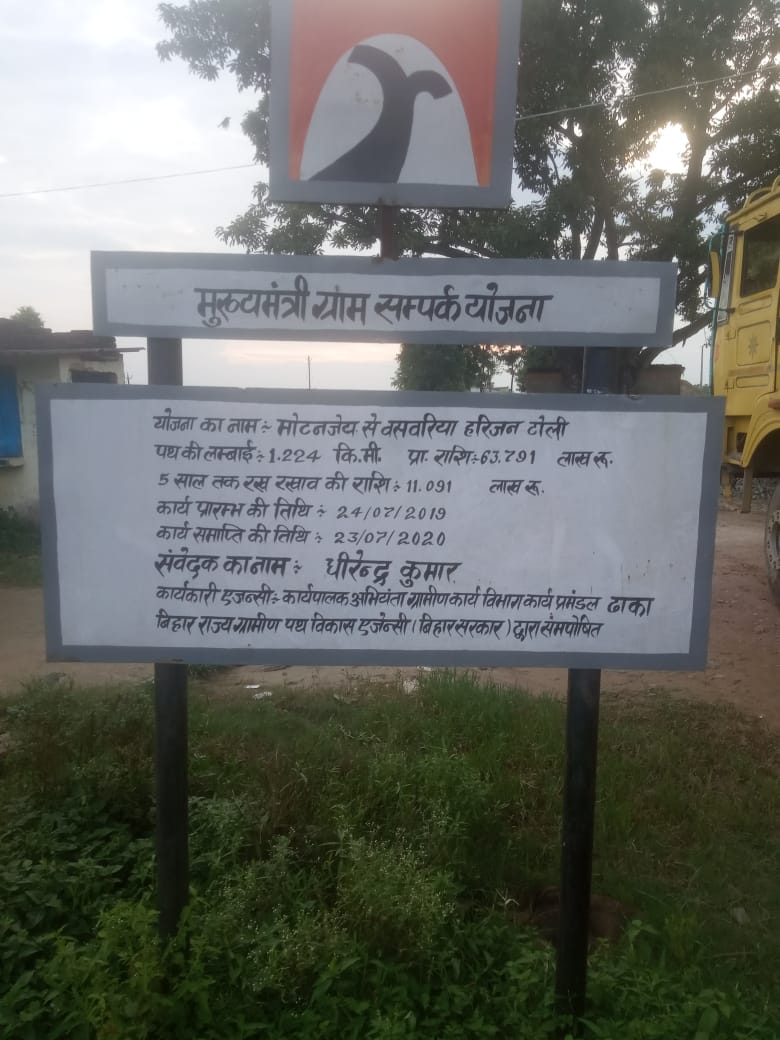 मुख्यमंत्री ग्राम सम्पर्क योजना
योजना का नाम :- मोटनजेय से वसवरिया हरिजन टोली
पथ की लम्बाई :- 1.224 कि.मी. प्रा. राशि :- 63.791 लाख रू.
5 साल तक रख रखाव की राशि :- 11.091 लाख रू.
कार्य प्रारम्भ की तिथि :- 24/07/2019
कार्य समाप्ति की तिथि :- 23/07/2020
संवेदक का नाम :- धीरेन्द्र कुमार
कार्यकारी एजन्सी :- कार्यपालक अभियंता ग्रामीण कार्य विभाग कार्य प्रमंडल ढाका
बिहार राज्य ग्रामीण पथ विकास एजेन्सी (बिहार सरकार) द्वारा संमपोषित